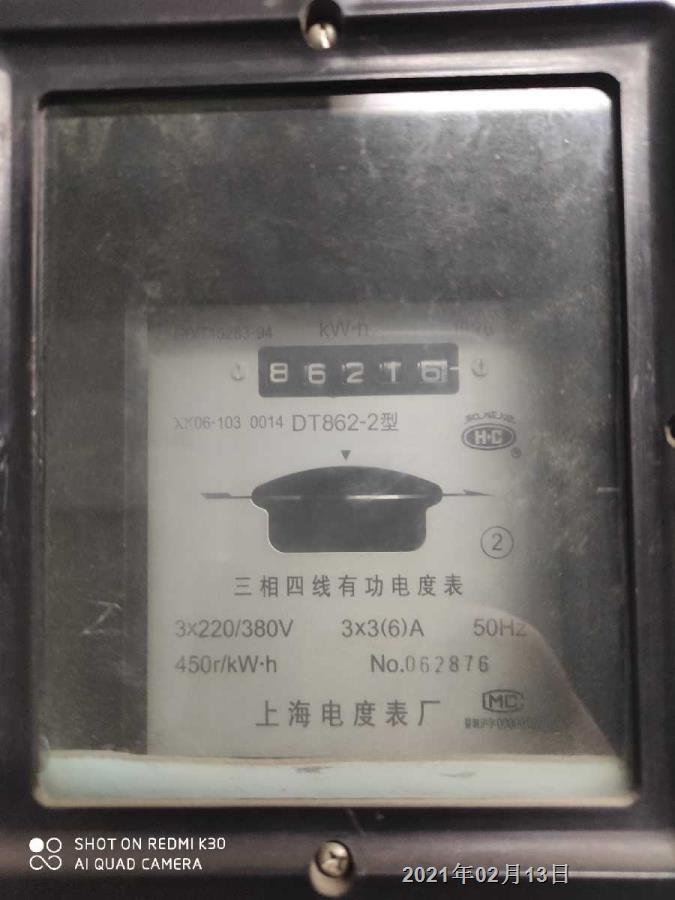 kW·h
86216
XK06-103 0014 DT862-2型
H·C
®
2
三相四线有功电度表
3x220/380V 3x3(6)A 50Hz
450r/kW·h No.062876
MC
上海电度表厂
SHOT ON REDMI K30
AI QUAD CAMERA
2021年02月13日